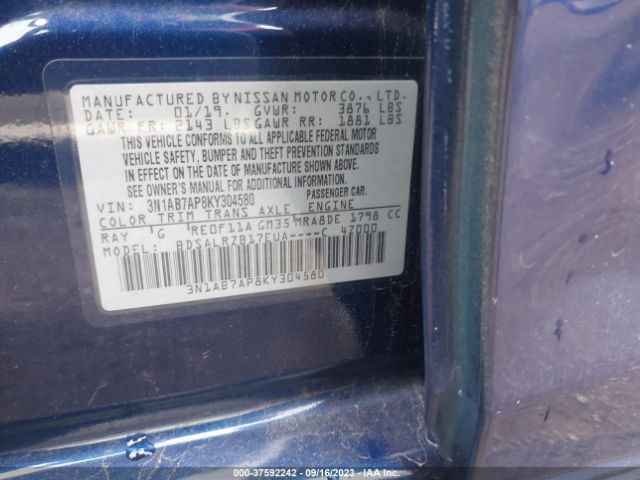 MANUFACTURED BY NISSAN MOTOR CO., LTD.
DATE: 01/19. GVWR: 3876 LBS
GAWR FR: 2143 LBS GAWR RR: 1881 LBS
THIS VEHICLE CONFORMS TO ALL APPLICABLE FEDERAL MOTOR
VEHICLE SAFETY, BUMPER AND THEFT PREVENTION STANDARDS
IN EFFECT ON THE DATE OF MANUFACTURE SHOWN ABOVE.
SEE OWNER'S MANUAL FOR ADDITIONAL INFORMATION.
VIN: 3N1AB7AP8KY304580 PASSENGER CAR.
COLOR TRIM TRANS AXLE ENGINE
RAY G RE0F11A GM35 MRA8DE 1798 CC
MODEL: BDSALRZB17EUA----C 4Z000
3N1AB7AP8KY304580
000-37592242 - 09/16/2023 - IAA Inc.